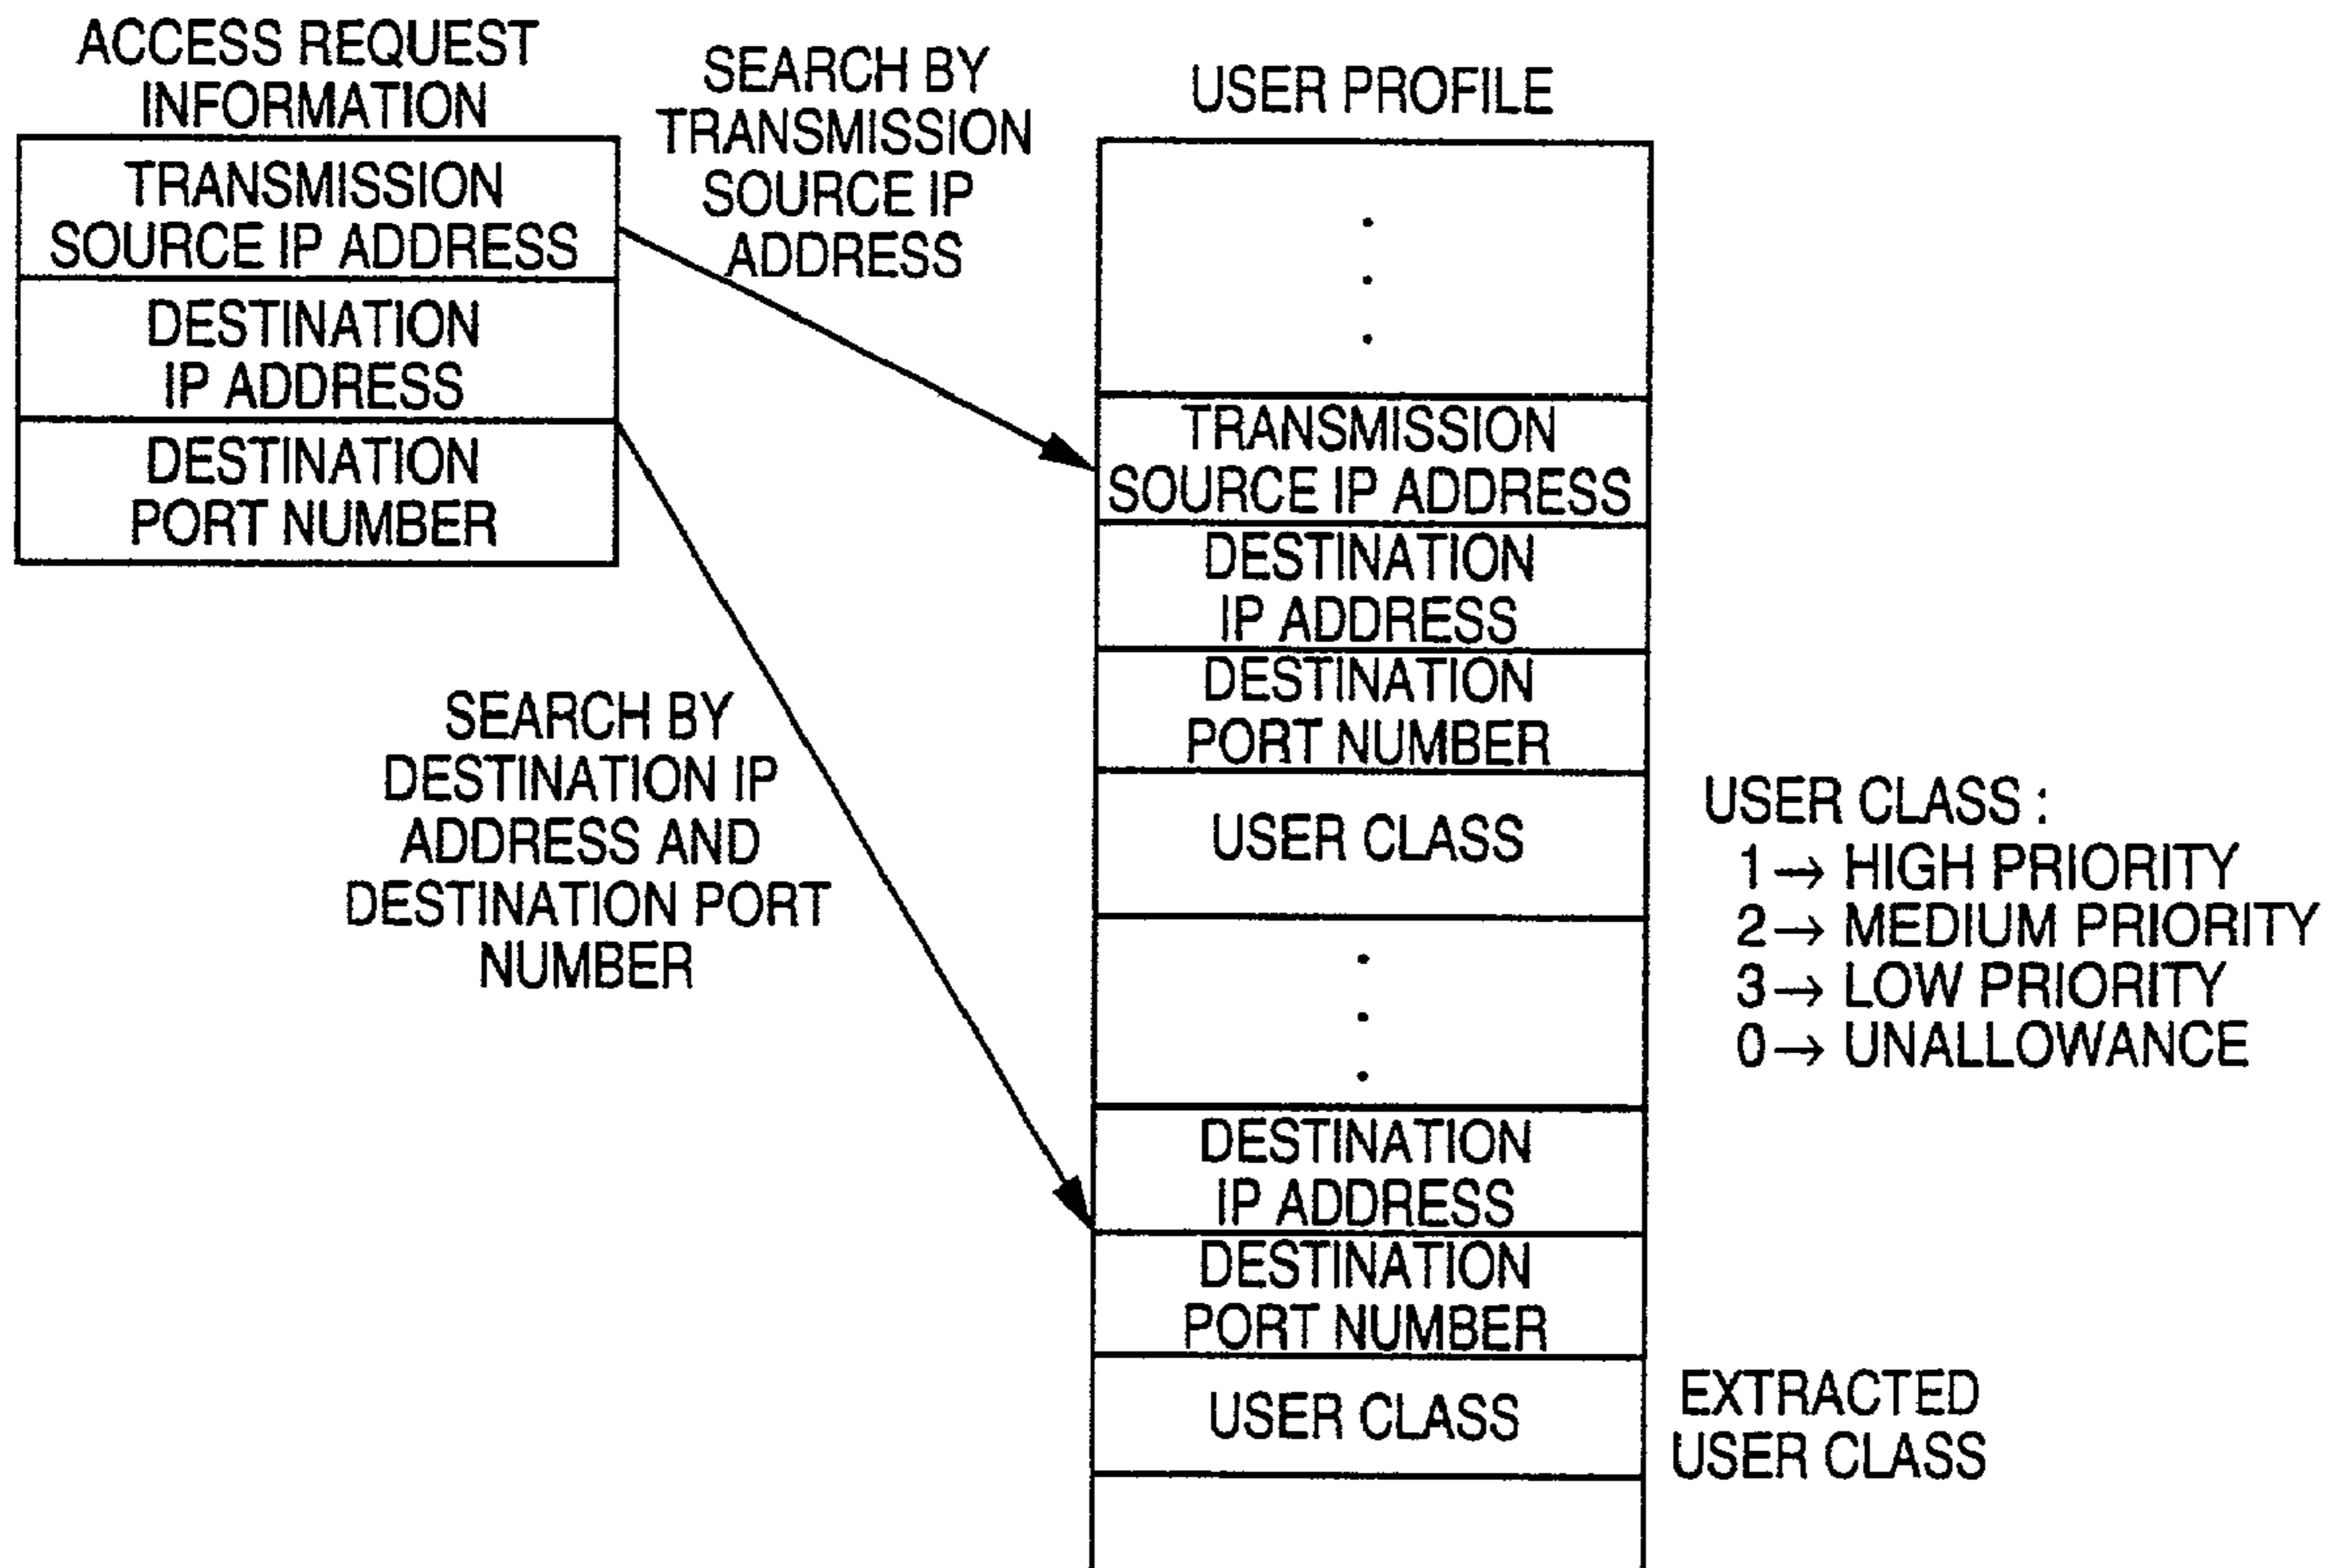 ACCESS REQUEST
INFORMATION
TRANSMISSION
SOURCE IP ADDRESS
DESTINATION
IP ADDRESS
DESTINATION
PORT NUMBER
SEARCH BY
TRANSMISSION
SOURCE IP
ADDRESS
SEARCH BY
DESTINATION IP
ADDRESS AND
DESTINATION PORT
NUMBER
USER PROFILE
TRANSMISSION
SOURCE IP ADDRESS
DESTINATION
IP ADDRESS
DESTINATION
PORT NUMBER
USER CLASS
DESTINATION
IP ADDRESS
DESTINATION
PORT NUMBER
USER CLASS
USER CLASS :
1→ HIGH PRIORITY
2→ MEDIUM PRIORITY
3→ LOW PRIORITY
0→ UNALLOWANCE
EXTRACTED
USER CLASS